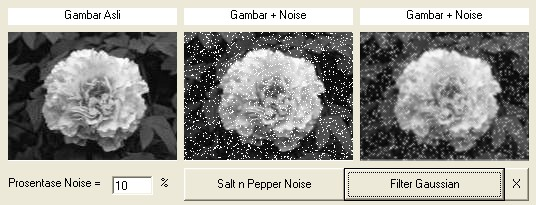 Gambar Asli
Gambar + Noise
Gambar + Noise
Prosentase Noise = 10 %
Salt n Pepper Noise
Filter Gaussian
X